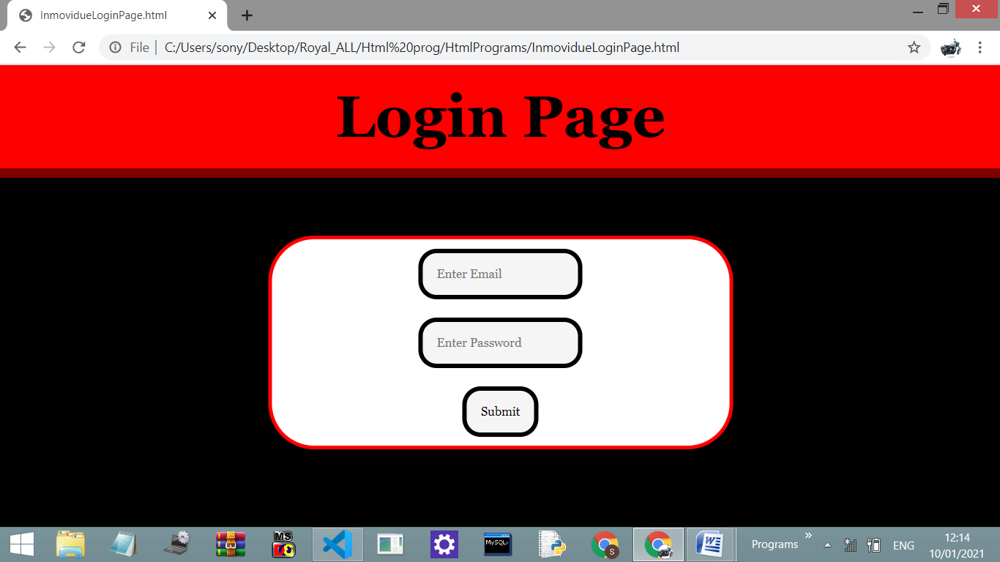 InmovidueLoginPage.html
File
C:/Users/sony/Desktop/Royal_ALL/Html%20prog/HtmlPrograms/InmovidueLoginPage.html
Login Page
Enter Email
Enter Password
Submit
MS
MySQL>
S
W
Programs
ENG
12:14
10/01/2021